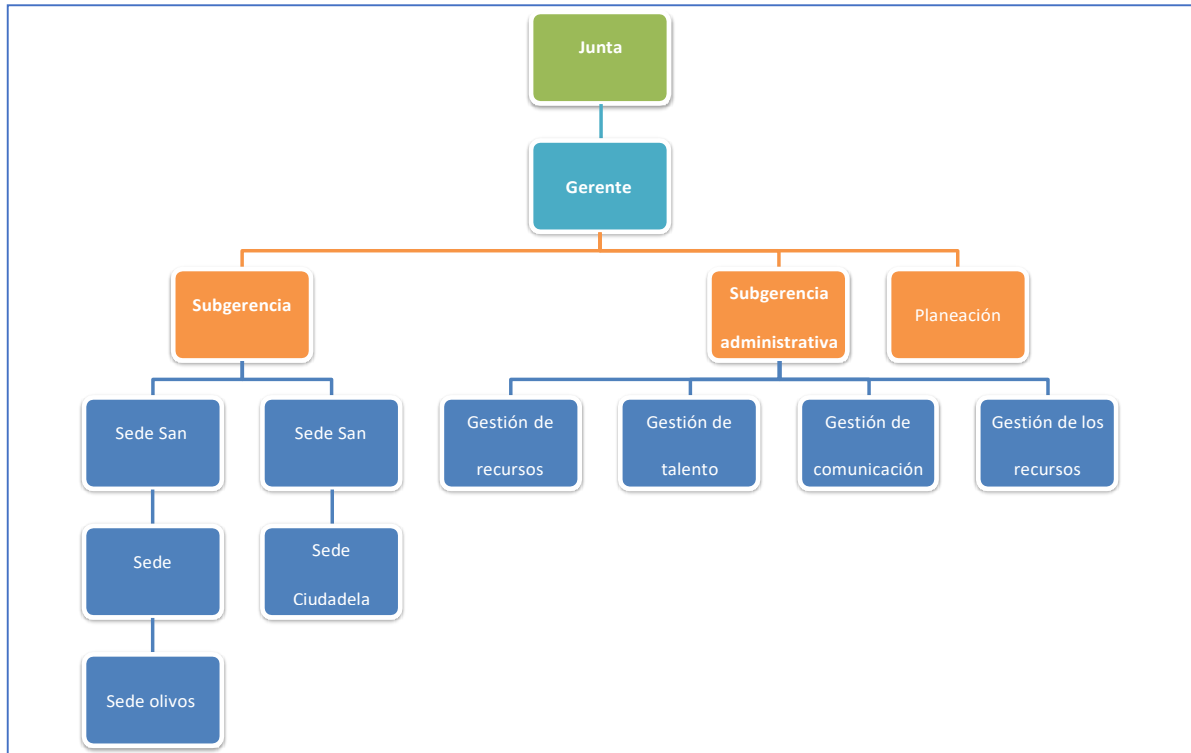 Junta
Gerente
Subgerencia
Subgerencia
administrativa
Planeación
Sede San
Sede San
Gestión de
recursos
Gestión de
talento
Gestión de
comunicación
Gestión de los
recursos
Sede
Sede
Ciudadela
Sede olivos